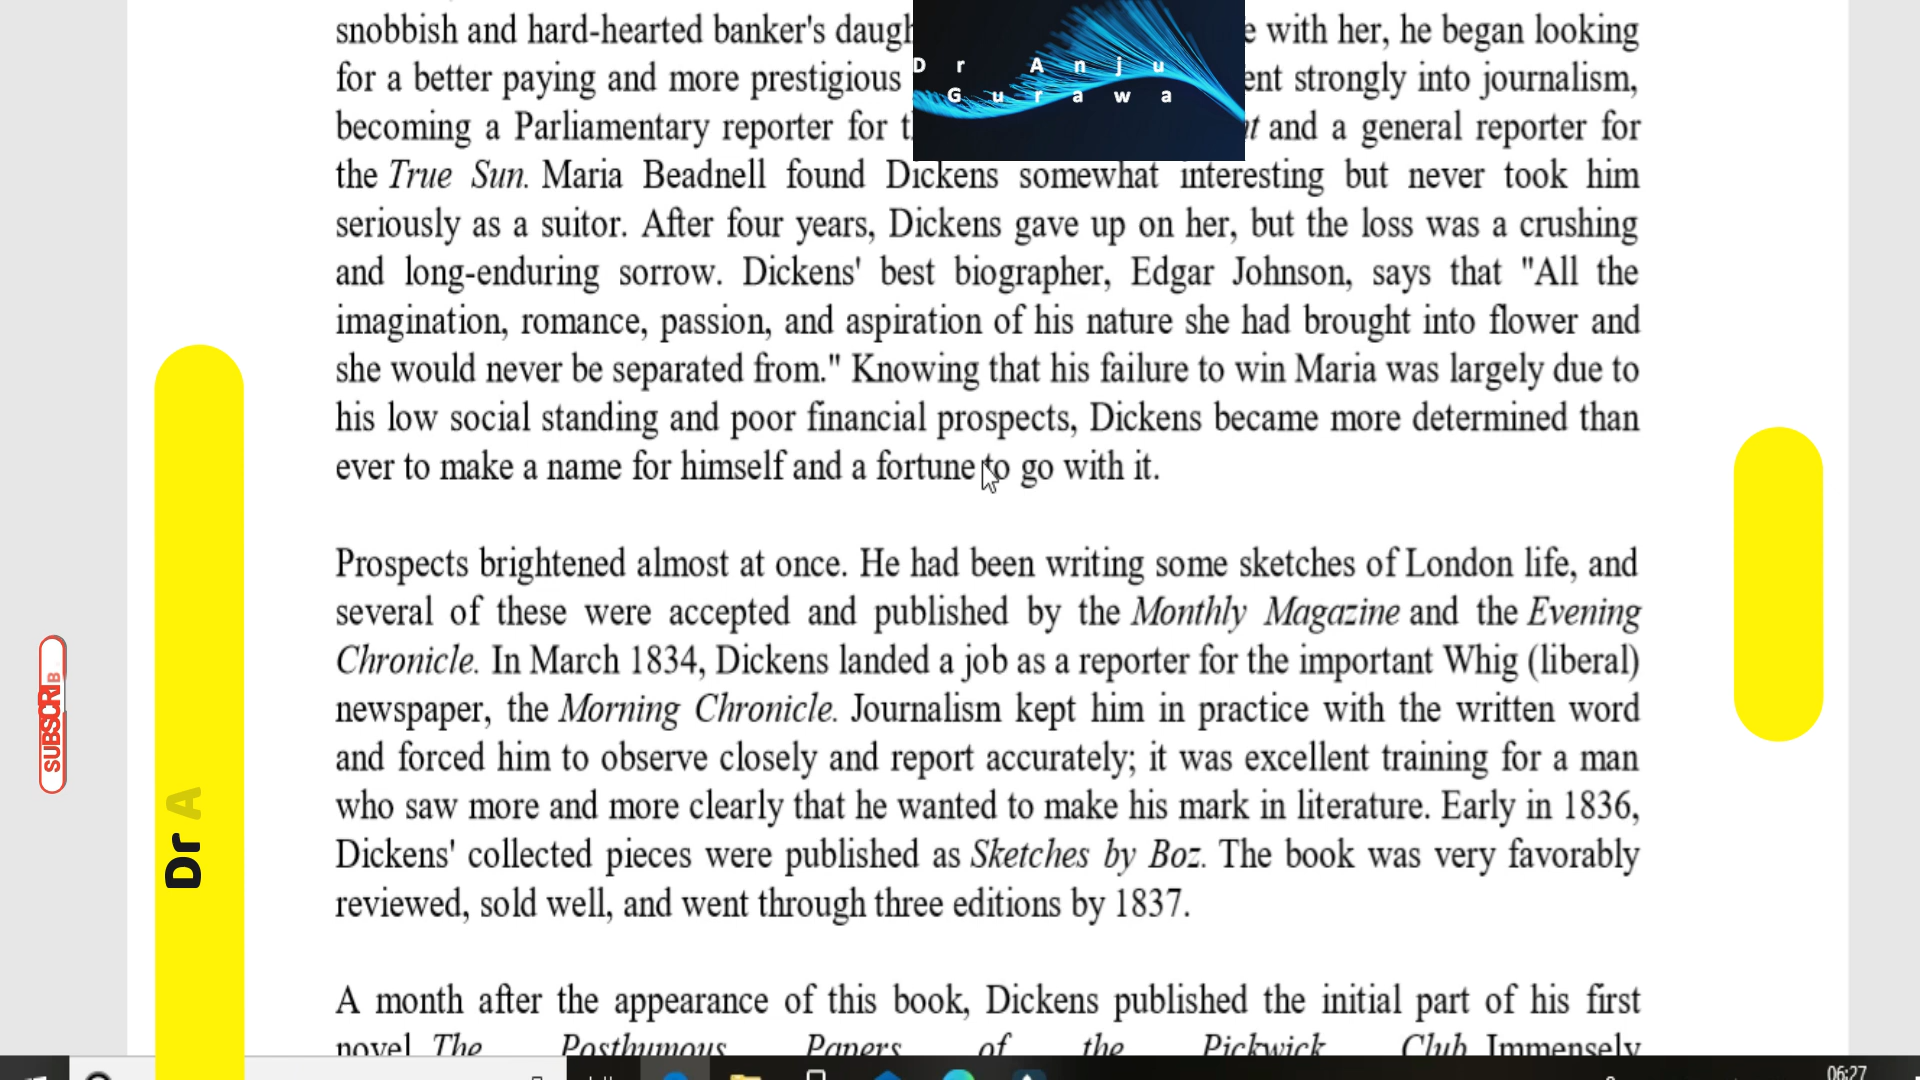 snobbish and hard-hearted banker's e with her, he began looking
for a better paying and more prestigious strongly into journalism,
becoming a Parliamentary reporter for and a general reporter for
Dr Anju
Gurawa
the True Sun. Maria Beadnell found Dickens somewhat interesting but never took him
seriously as a suitor. After four years, Dickens gave up on her, but the loss was a crushing
and long-enduring sorrow. Dickens' best biographer, Edgar Johnson, says that "All the
imagination, romance, passion, and aspiration of his nature she had brought into flower and
she would never be separated from." Knowing that his failure to win Maria was largely due to
his low social standing and poor financial prospects, Dickens became more determined than
ever to make a name for himself and a fortune to go with it.
Prospects brightened almost at once. He had been writing some sketches of London life, and
several of these were accepted and published by the Monthly Magazine and the Evening
Chronicle. In March 1834, Dickens landed a job as a reporter for the important Whig (liberal)
newspaper, the Morning Chronicle. Journalism kept him in practice with the written word
and forced him to observe closely and report accurately; it was excellent training for a man
who saw more and more clearly that he wanted to make his mark in literature. Early in 1836,
Dickens' collected pieces were published as Sketches by Boz. The book was very favorably
reviewed, sold well, and went through three editions by 1837.
A month after the appearance of this book, Dickens published the initial part of his first
novel The Posthumous Papers of the Pickwick Club Immensely
SUBSCRIB
Dr A
06:27